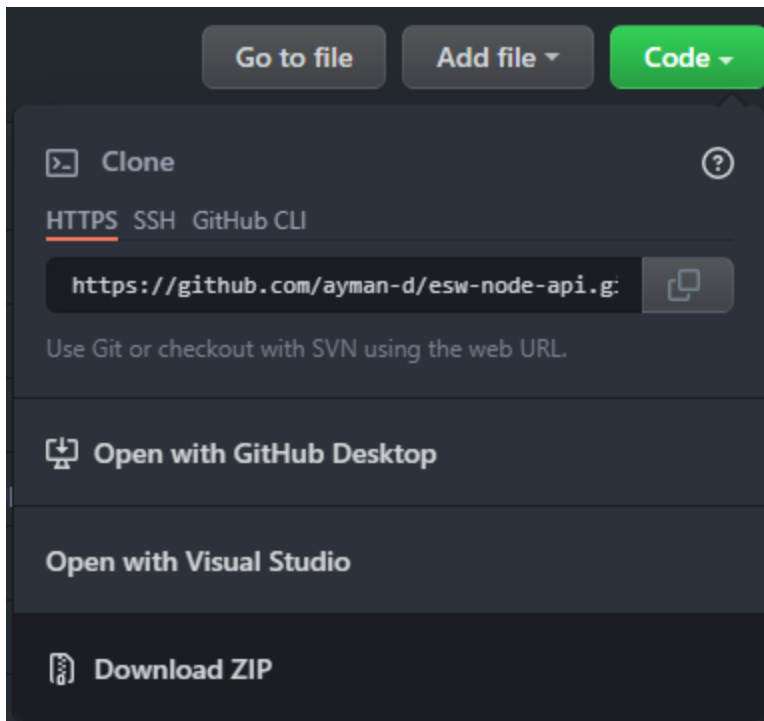 Go to file Add file Code
Clone
HTTPS SSH GitHub CLI
https://github.com/ayman-d/esw-node-api.gi
Use Git or checkout with SVN using the web URL.
Open with GitHub Desktop
Open with Visual Studio
Download ZIP